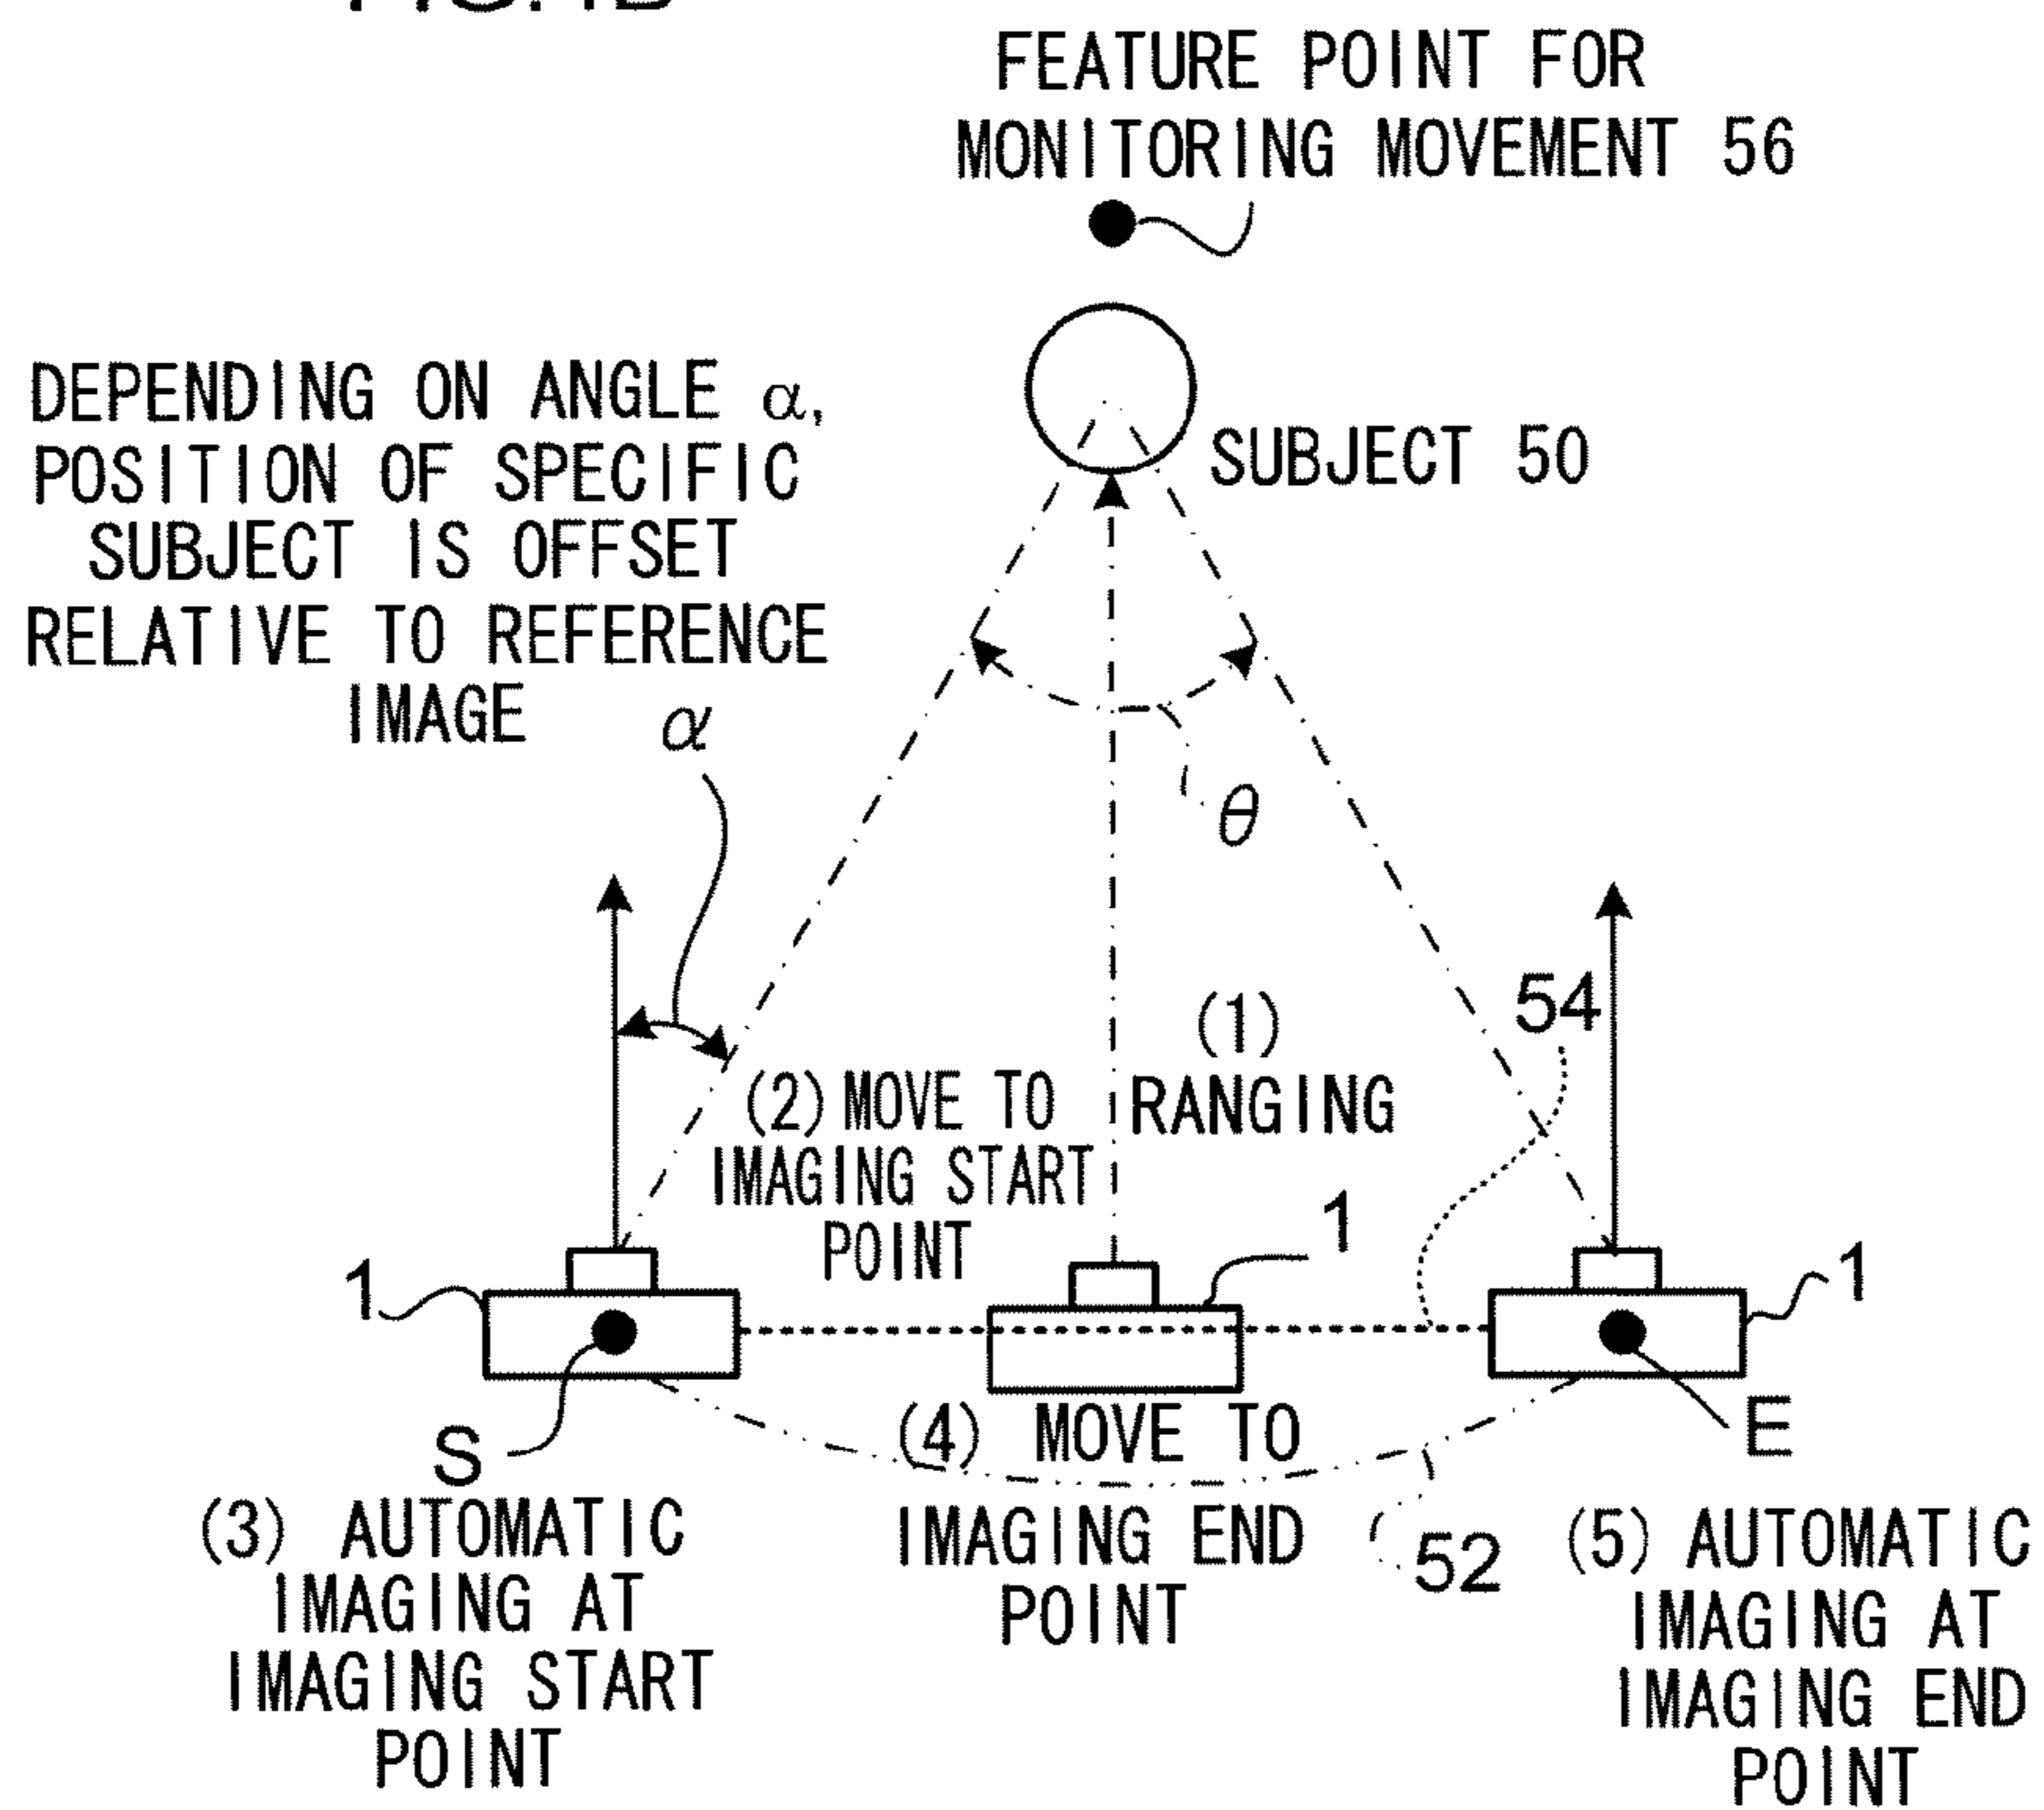 FEATURE POINT FOR
MONITORING MOVEMENT 56
DEPENDING ON ANGLE α,
POSITION OF SPECIFIC
SUBJECT IS OFFSET
RELATIVE TO REFERENCE
IMAGE
α
SUBJECT 50
θ
54
(1)
RANGING
(2) MOVE TO
IMAGING START
POINT
1
1
1
S
E
(3) AUTOMATIC
IMAGING AT
IMAGING START
POINT
(4) MOVE TO
IMAGING END
POINT
52
(5) AUTOMATIC
IMAGING AT
IMAGING END
POINT